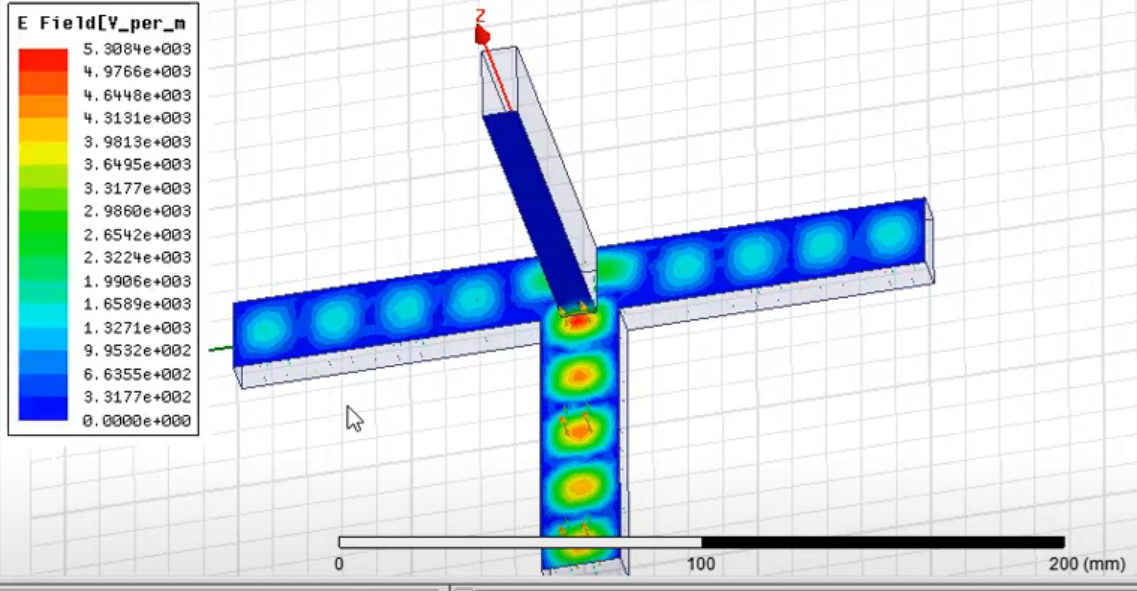 E Field[V_per_m
5.3084e+003
4.9766e+003
4.6448e+003
4.3131e+003
3.9813e+003
3.6495e+003
3.3177e+003
2.9860e+003
2.6542e+003
2.3224e+003
1.9906e+003
1.6589e+003
1.3271e+003
9.9532e+002
6.6355e+002
3.3177e+002
0.0000e+000
Z
0 100 200 (mm)